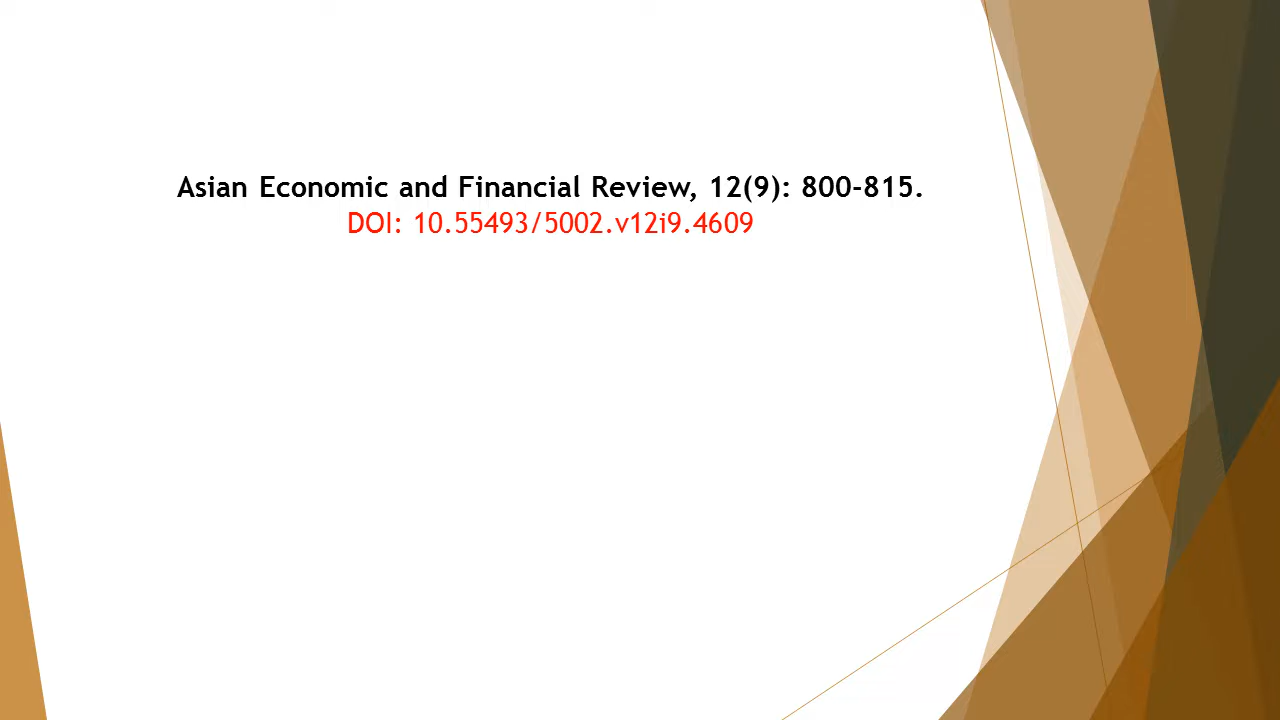 Asian Economic and Financial Review, 12(9): 800-815.
DOI: 10.55493/5002.v12i9.4609